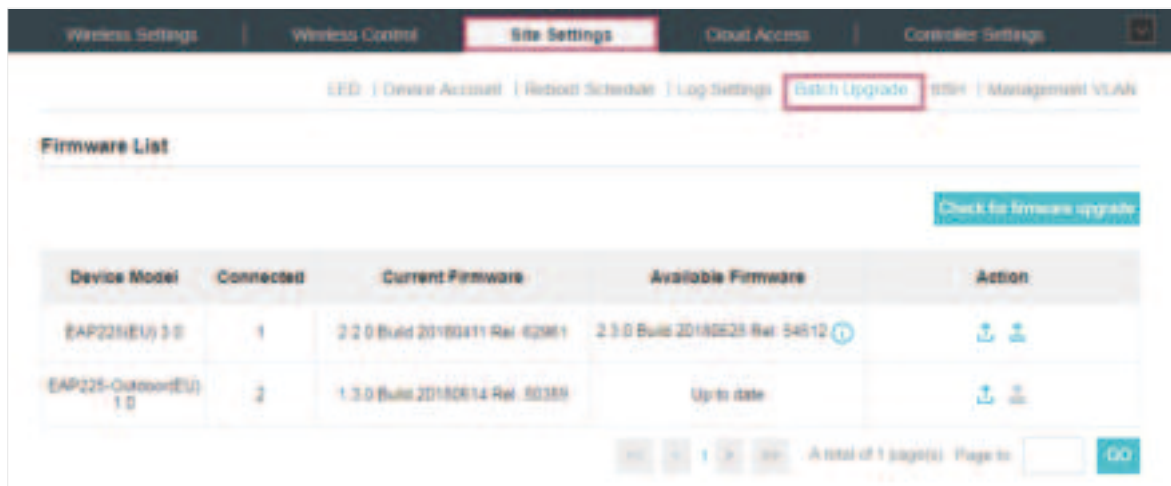 Wireless Settings | Wireless Control Site Settings Cloud Access | Controller Settings
LED | Device Account | Reboot Schedule | Log Settings Batch Upgrade SSH | Management VLAN
Firmware List
Check for firmware upgrade
Device Model Connected Current Firmware Available Firmware Action
EAP225(EU) 3.0 1 2.2.0 Build 20180411 Rel. 62981 2.3.0 Build 20180628 Rel. 54512
EAP225-Outdoor(EU) 1.0 2 1.3.0 Build 20180614 Rel. 50389 Up to date
<< < 1 > >> A total of 1 page(s) Page to GO